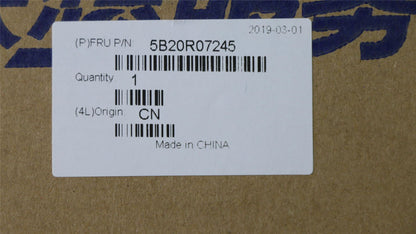 2019-03-01
(P)FRU P/N: 5B20R07245
Quantity: 1
(4L)Origin: CN
Made in CHINA